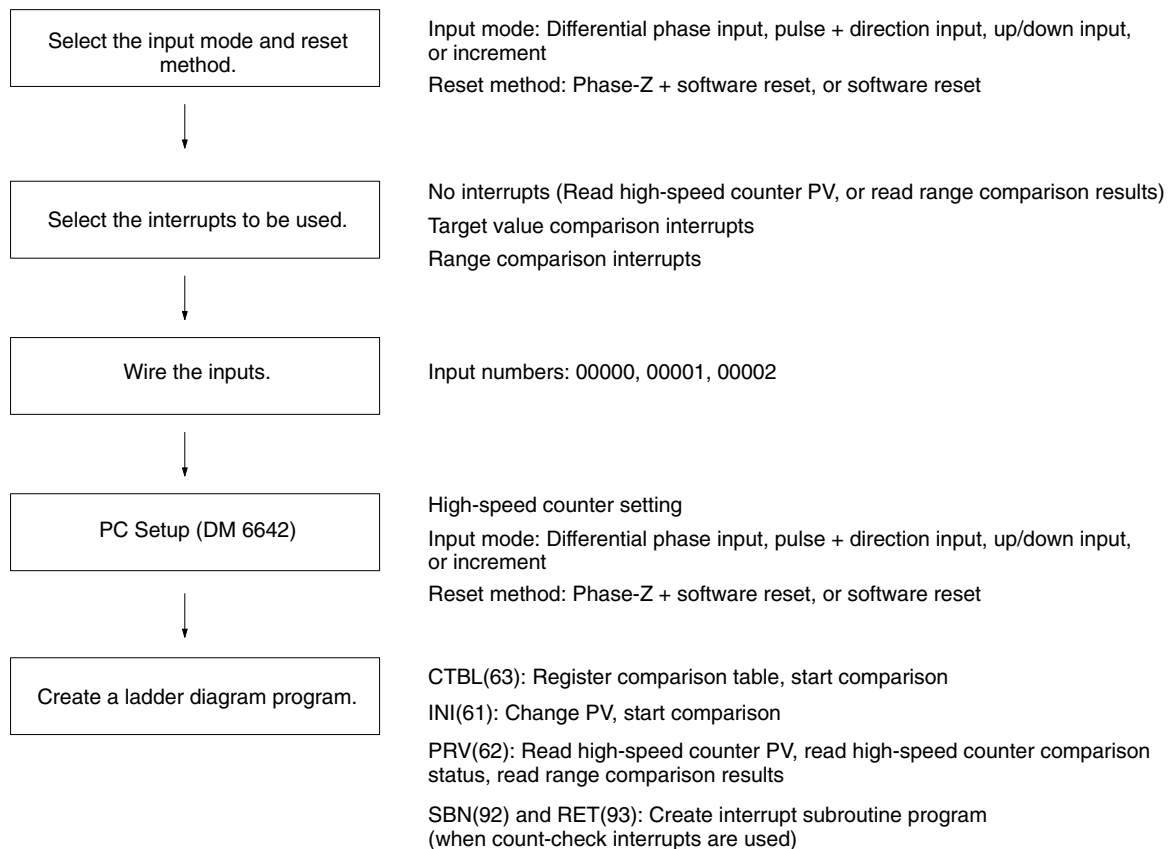 Select the input mode and reset
method.
Input mode: Differential phase input, pulse + direction input, up/down input,
or increment
Reset method: Phase-Z + software reset, or software reset
Select the interrupts to be used.
No interrupts (Read high-speed counter PV, or read range comparison results)
Target value comparison interrupts
Range comparison interrupts
Wire the inputs.
Input numbers: 00000, 00001, 00002
PC Setup (DM 6642)
High-speed counter setting
Input mode: Differential phase input, pulse + direction input, up/down input,
or increment
Reset method: Phase-Z + software reset, or software reset
Create a ladder diagram program.
CTBL(63): Register comparison table, start comparison
INI(61): Change PV, start comparison
PRV(62): Read high-speed counter PV, read high-speed counter comparison
status, read range comparison results
SBN(92) and RET(93): Create interrupt subroutine program
(when count-check interrupts are used)